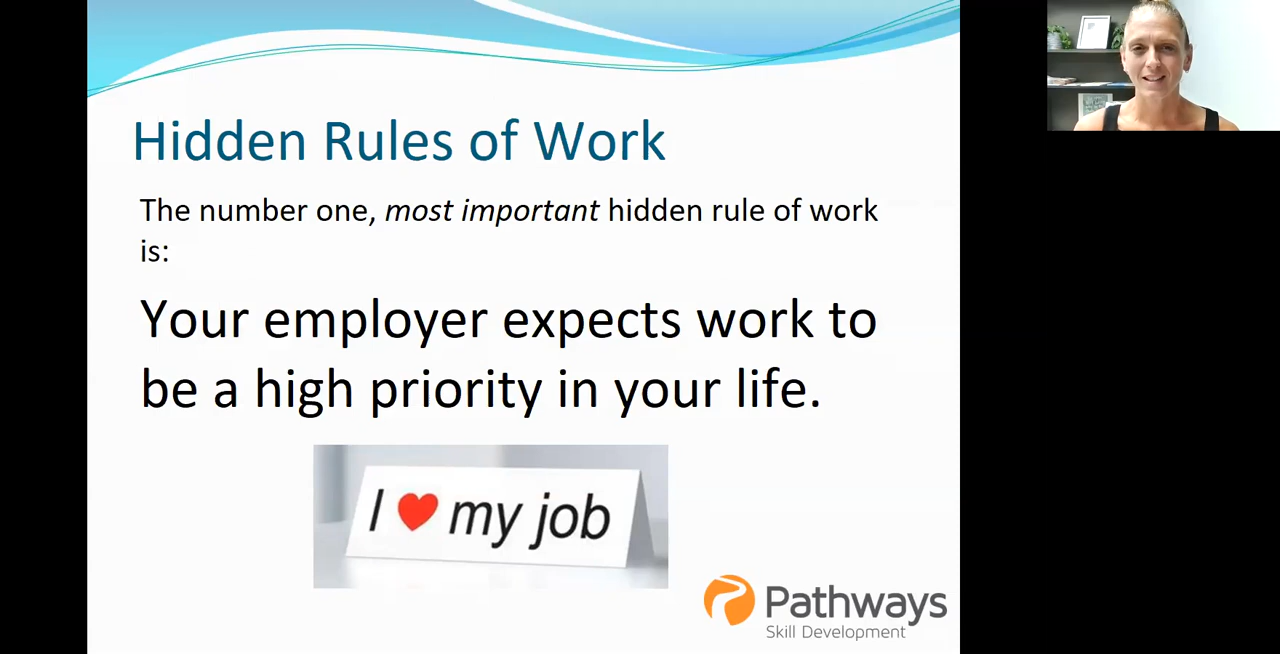 Hidden Rules of Work
The number one, most important hidden rule of work
is:
Your employer expects work to
be a high priority in your life.
I ❤ my job
Pathways
Skill Development